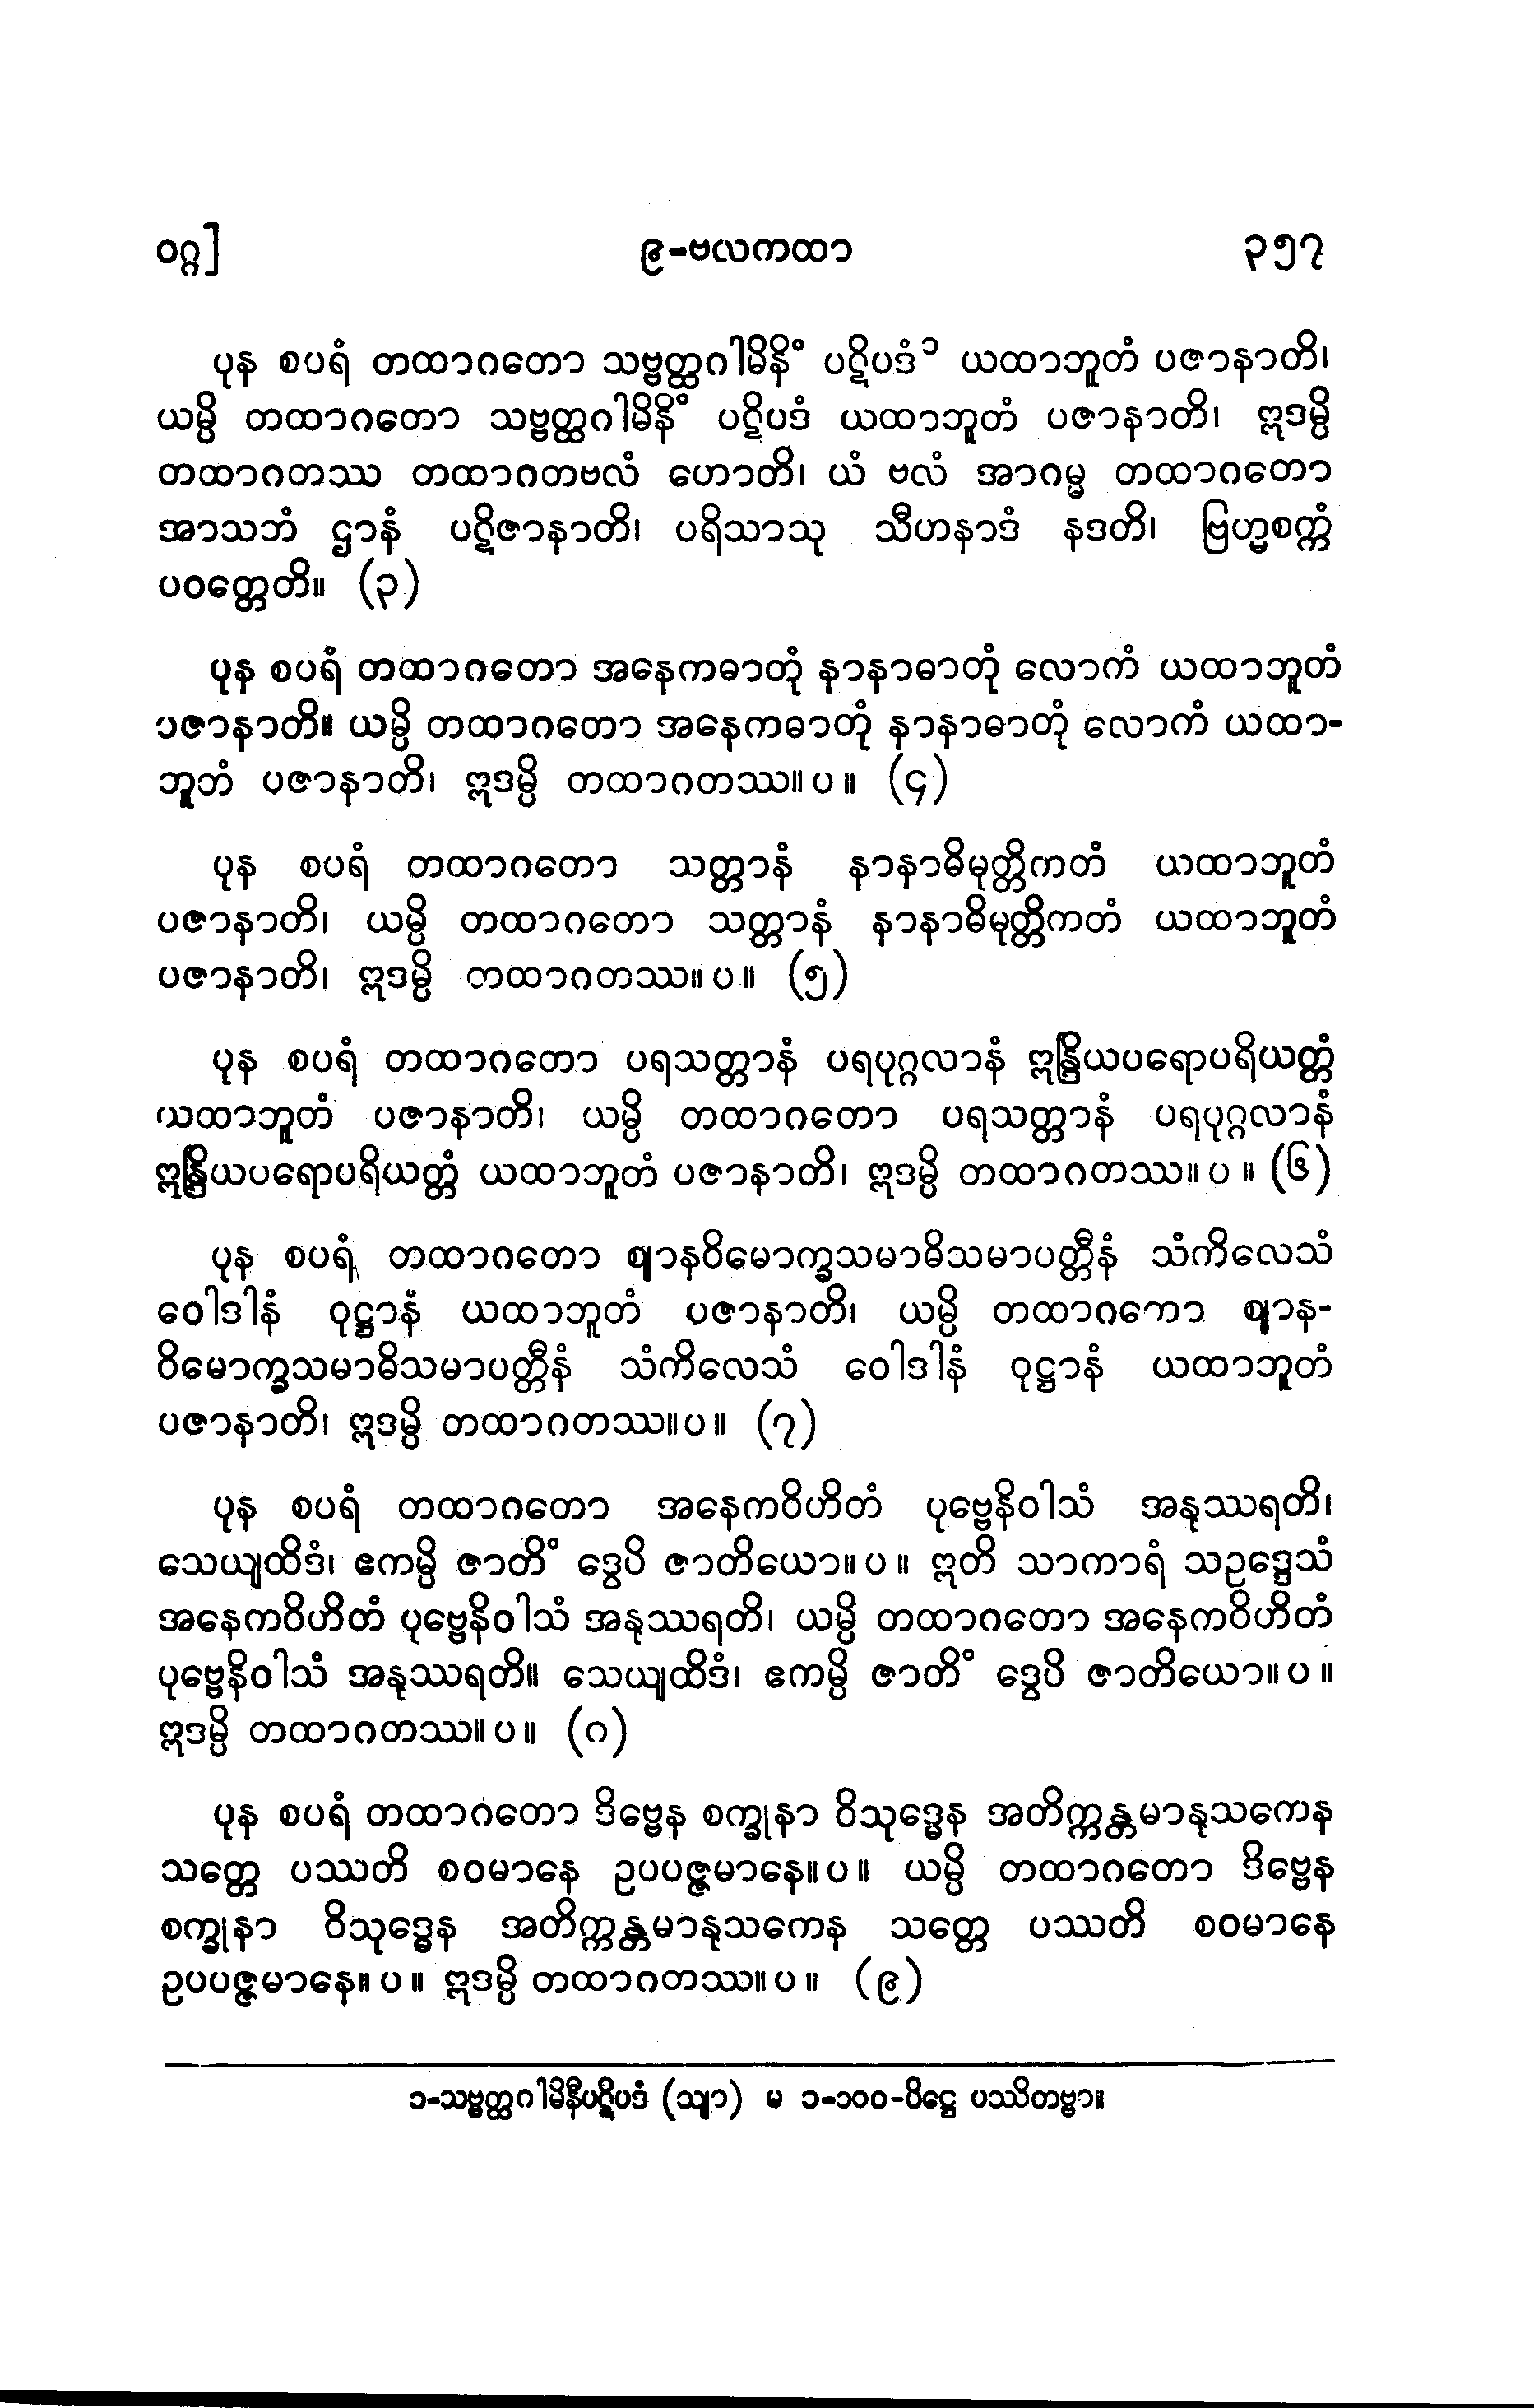 ဝဂ္ဂ]
၉-ဗလကထာ
၃၅၇
ပုန စပရံ တထာဂတော သဗ္ဗတ္ထဂါမိနိံ ပဋိပဒံ၁ ယထာဘူတံ ပဇာနာတိ၊
ယမ္ပိ တထာဂတော သဗ္ဗတ္ထဂါမိနိံ ပဋိပဒံ ယထာဘူတံ ပဇာနာတိ၊ ဣဒမ္ပိ
တထာဂတဿ တထာဂတဗလံ ဟောတိ၊ ယံ ဗလံ အာဂမ္မ တထာဂတော
အာသဘံ ဌာနံ ပဋိဇာနာတိ၊ ပရိသာသု သီဟနာဒံ နဒတိ၊ ဗြဟ္မစက္ကံ
ပဝတ္တေတိ။ (၃)
ပုန စပရံ တထာဂတော အနေကဓာတုံ နာနာဓာတုံ လောကံ ယထာဘူတံ
ပဇာနာတိ။ ယမ္ပိ တထာဂတော အနေကဓာတုံ နာနာဓာတုံ လောကံ ယထာ-
ဘူတံ ပဇာနာတိ၊ ဣဒမ္ပိ တထာဂတဿ။ ပ ။ (၄)
ပုန စပရံ တထာဂတော သတ္တာနံ နာနာဓိမုတ္တိကတံ ယထာဘူတံ
ပဇာနာတိ၊ ယမ္ပိ တထာဂတော သတ္တာနံ နာနာဓိမုတ္တိကတံ ယထာဘူတံ
ပဇာနာတိ၊ ဣဒမ္ပိ တထာဂတဿ။ ပ ။ (၅)
ပုန စပရံ တထာဂတော ပရသတ္တာနံ ပရပုဂ္ဂလာနံ ဣန္ဒြိယပရောပရိယတ္တံ
ယထာဘူတံ ပဇာနာတိ၊ ယမ္ပိ တထာဂတော ပရသတ္တာနံ ပရပုဂ္ဂလာနံ
ဣန္ဒြိယပရောပရိယတ္တံ ယထာဘူတံ ပဇာနာတိ၊ ဣဒမ္ပိ တထာဂတဿ။ ပ ။ (၆)
ပုန စပရံ တထာဂတော ဈာနဝိမောက္ခသမာဓိသမာပတ္တီနံ သံကိလေသံ
ဝေါဒါနံ ဝုဋ္ဌာနံ ယထာဘူတံ ပဇာနာတိ၊ ယမ္ပိ တထာဂတော ဈာန-
ဝိမောက္ခသမာဓိသမာပတ္တီနံ သံကိလေသံ ဝေါဒါနံ ဝုဋ္ဌာနံ ယထာဘူတံ
ပဇာနာတိ၊ ဣဒမ္ပိ တထာဂတဿ။ပ။ (၇)
ပုန စပရံ တထာဂတော အနေကဝိဟိတံ ပုဗ္ဗေနိဝါသံ အနုဿရတိ၊
သေယျထိဒံ၊ ဧကမ္ပိ ဇာတိံ ဒွေပိ ဇာတိယော။ ပ ။ ဣတိ သာကာရံ သဥဒ္ဒေသံ
အနေကဝိဟိတံ ပုဗ္ဗေနိဝါသံ အနုဿရတိ၊ ယမ္ပိ တထာဂတော အနေကဝိဟိတံ
ပုဗ္ဗေနိဝါသံ အနုဿရတိ။ သေယျထိဒံ၊ ဧကမ္ပိ ဇာတိံ ဒွေပိ ဇာတိယော။ ပ ။
ဣဒမ္ပိ တထာဂတဿ။ ပ ။ (၈)
ပုန စပရံ တထာဂတော ဒိဗ္ဗေန စက္ခုနာ ဝိသုဒ္ဓေန အတိက္ကန္တမာနုသကေန
သတ္တေ ပဿတိ စဝမာနေ ဥပပဇ္ဇမာနေ။ ပ ။ ယမ္ပိ တထာဂတော ဒိဗ္ဗေန
စက္ခုနာ ဝိသုဒ္ဓေန အတိက္ကန္တမာနုသကေန သတ္တေ ပဿတိ စဝမာနေ
ဥပပဇ္ဇမာနေ။ ပ ။ ဣဒမ္ပိ တထာဂတဿ။ ပ ။ (၉)
၁-သဗ္ဗတ္ထဂါမိနီပဋိပဒံ (သျာ) မ ၁-၁၀၀-ပိဋ္ဌေ ပဿိတဗ္ဗာ။